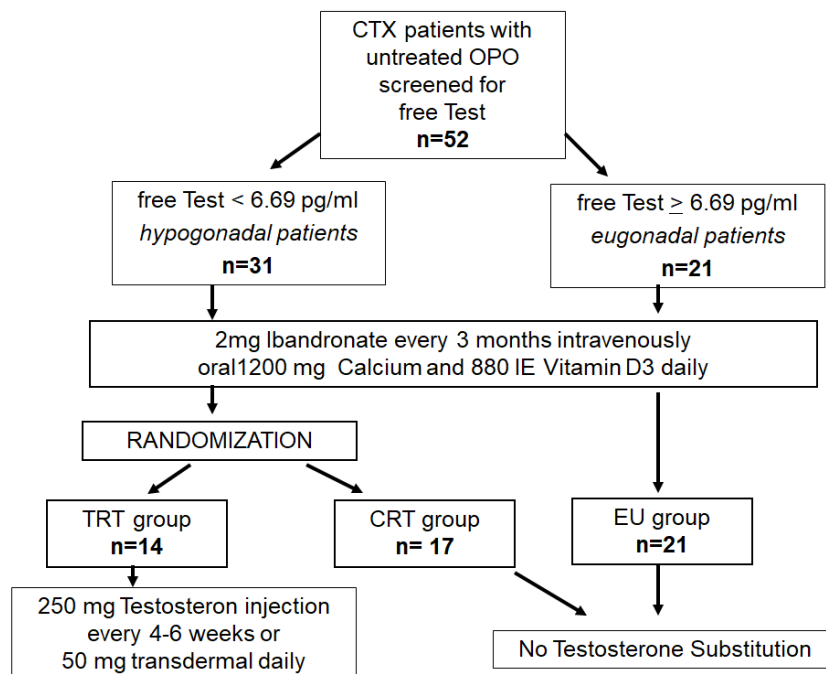 CTX patients with
untreated OPO
screened for
free Test
n=52
free Test < 6.69 pg/ml
hypogonadal patients
n=31
free Test ≥ 6.69 pg/ml
eugonadal patients
n=21
2mg Ibandronate every 3 months intravenously
oral1200 mg Calcium and 880 IE Vitamin D3 daily
RANDOMIZATION
TRT group
n=14
CRT group
n= 17
EU group
n=21
250 mg Testosteron injection
every 4-6 weeks or
50 mg transdermal daily
No Testosterone Substitution